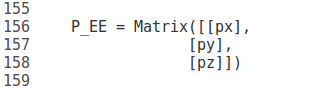 155
156     P_EE = Matrix([[px],
157                    [py],
158                    [pz]])
159